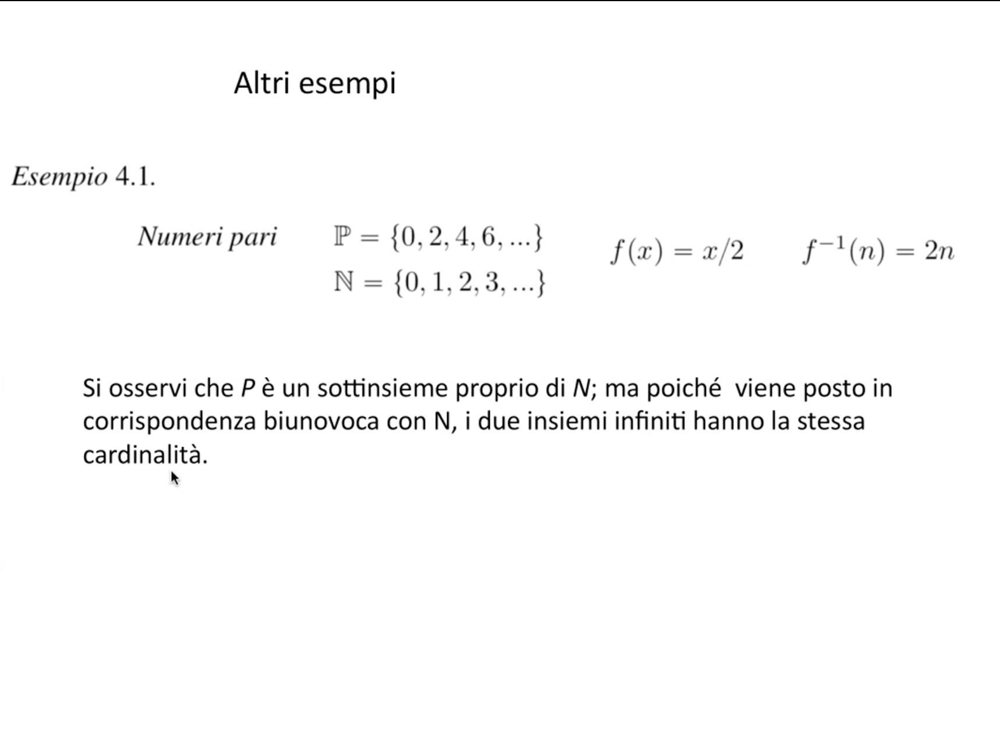 Altri esempi
Esempio 4.1.
Numeri pari ℙ = {0, 2, 4, 6, ...} f(x) = x/2 f⁻¹(n) = 2n
ℕ = {0, 1, 2, 3, ...}
Si osservi che P è un sottinsieme proprio di N; ma poiché viene posto in
corrispondenza biunovoca con N, i due insiemi infiniti hanno la stessa
cardinalità.